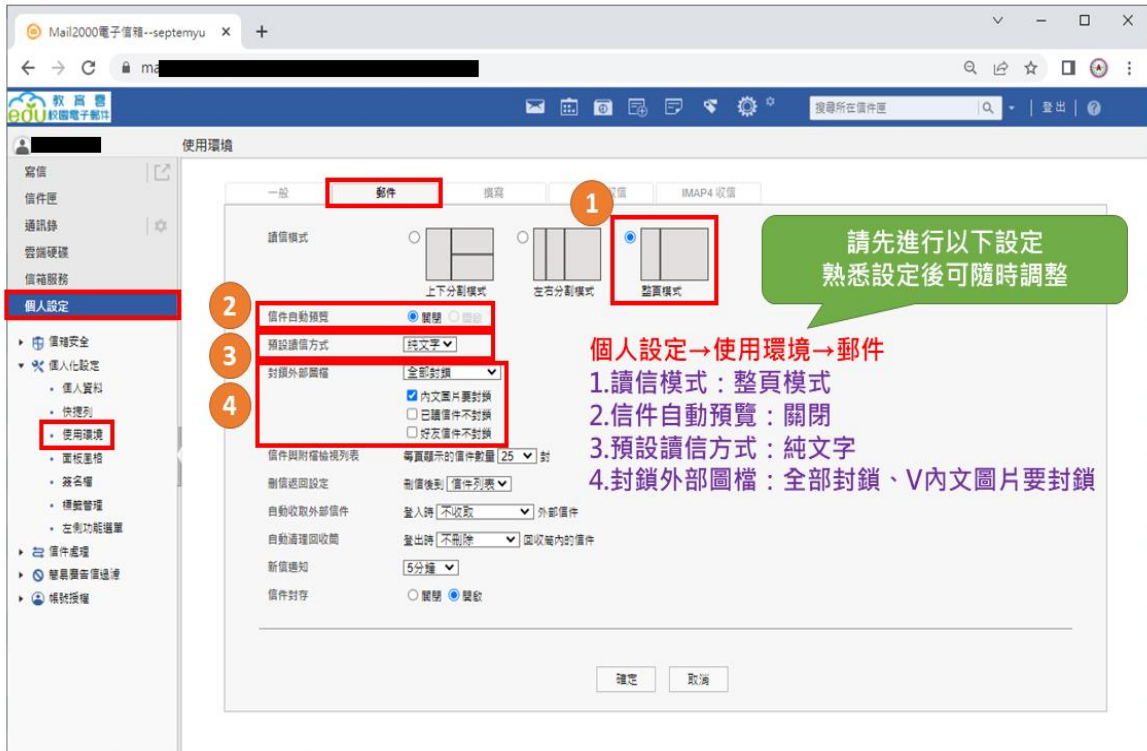 Mail2000電子信箱--septemyu
ma
教育雲
edu校園電子郵件
搜尋所在信件匣
登出
使用環境
寫信
信件匣
通訊錄
雲端硬碟
信箱服務
個人設定
信箱安全
個人化設定
個人資料
快捷列
使用環境
面板風格
簽名檔
標籤管理
左側功能選單
信件處理
簡易廣告信過濾
帳號授權
一般
郵件
撰寫
收信
IMAP4 收信
1
讀信模式
上下分割模式
左右分割模式
整頁模式
2
信件自動預覽
關閉
開啟
3
預設讀信方式
純文字
4
封鎖外部圖檔
全部封鎖
內文圖片要封鎖
已讀信件不封鎖
好友信件不封鎖
信件與附檔檢視列表
每頁顯示的信件數量 25 封
刪信返回設定
刪信後到 信件列表
自動收取外部信件
登入時 不收取 外部信件
自動清理回收筒
登出時 不刪除 回收筒內的信件
新信通知
5分鐘
信件封存
關閉 開啟
確定
取消
請先進行以下設定
熟悉設定後可隨時調整
個人設定→使用環境→郵件
1.讀信模式：整頁模式
2.信件自動預覽：關閉
3.預設讀信方式：純文字
4.封鎖外部圖檔：全部封鎖、V內文圖片要封鎖